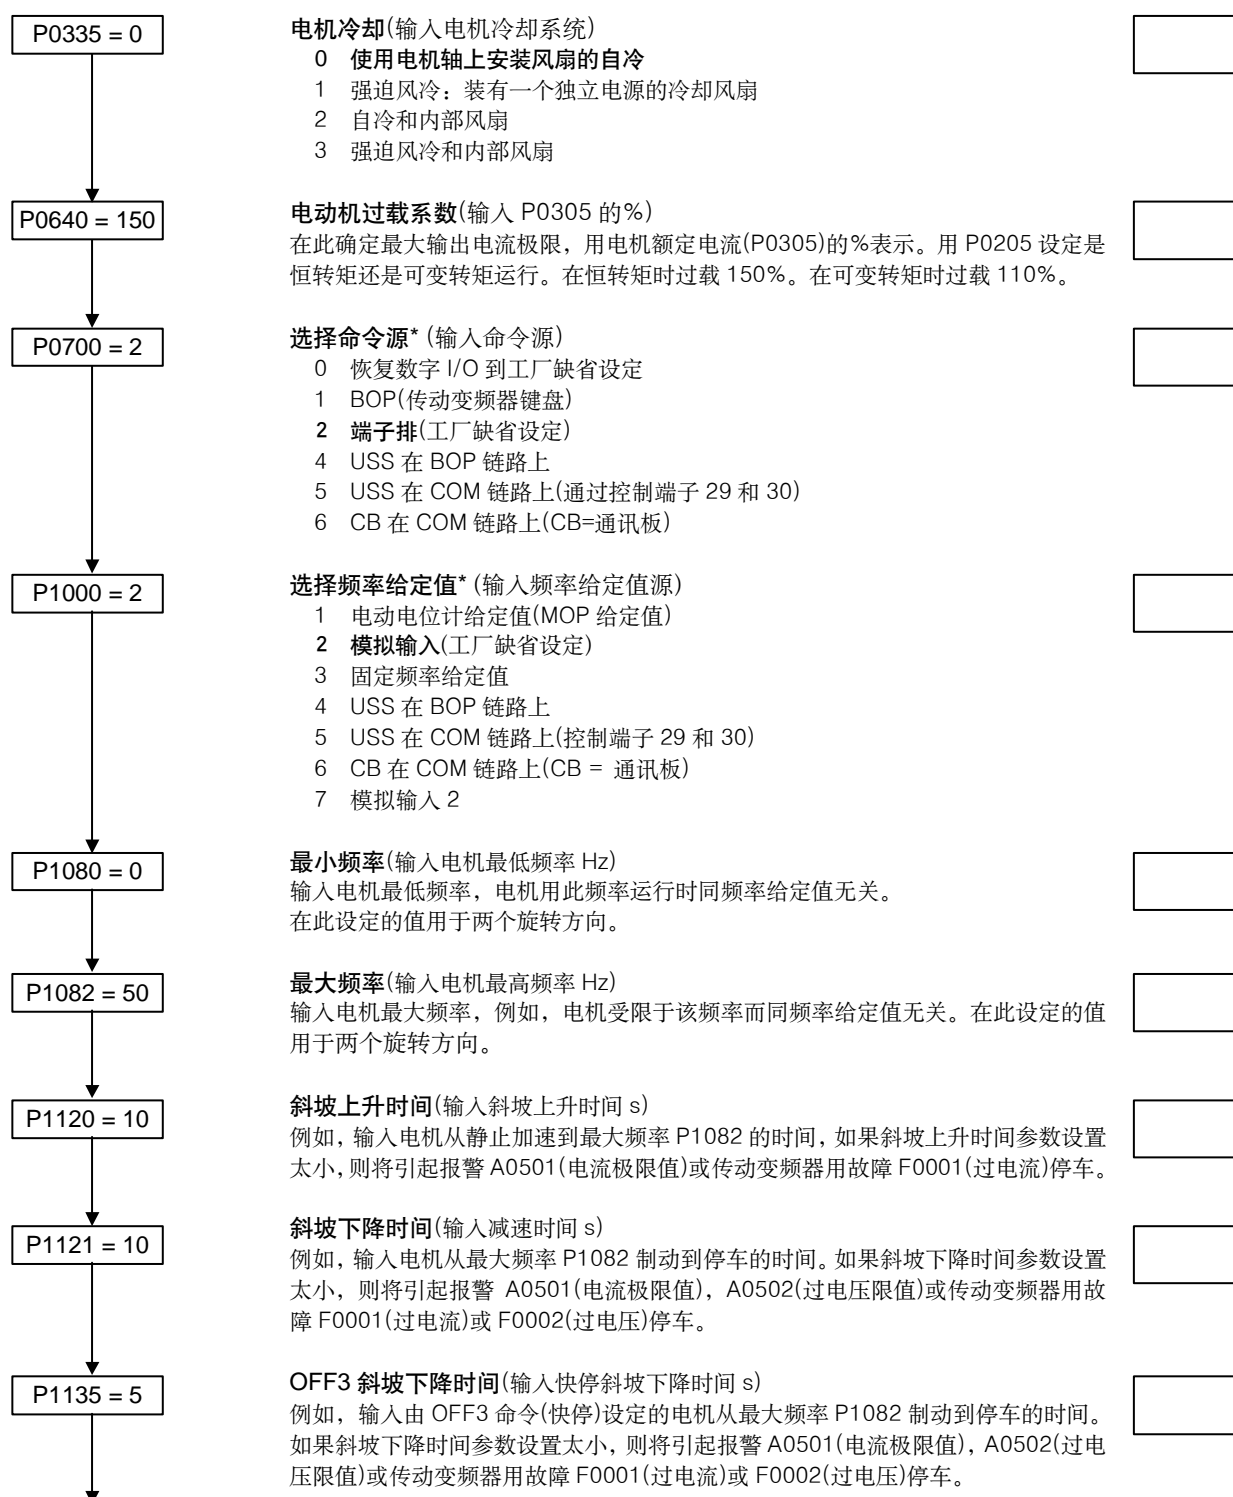 P0335 = 0
电机冷却(输入电机冷却系统)
0 使用电机轴上安装风扇的自冷
1 强迫风冷：装有一个独立电源的冷却风扇
2 自冷和内部风扇
3 强迫风冷和内部风扇
P0640 = 150
电动机过载系数(输入 P0305 的%)
在此确定最大输出电流极限，用电机额定电流(P0305)的%表示。用 P0205 设定是
恒转矩还是可变转矩运行。在恒转矩时过载 150%。在可变转矩时过载 110%。
P0700 = 2
选择命令源* (输入命令源)
0 恢复数字 I/O 到工厂缺省设定
1 BOP(传动变频器键盘)
2 端子排(工厂缺省设定)
4 USS 在 BOP 链路上
5 USS 在 COM 链路上(通过控制端子 29 和 30)
6 CB 在 COM 链路上(CB=通讯板)
P1000 = 2
选择频率给定值* (输入频率给定值源)
1 电动电位计给定值(MOP 给定值)
2 模拟输入(工厂缺省设定)
3 固定频率给定值
4 USS 在 BOP 链路上
5 USS 在 COM 链路上(控制端子 29 和 30)
6 CB 在 COM 链路上(CB = 通讯板)
7 模拟输入 2
P1080 = 0
最小频率(输入电机最低频率 Hz)
输入电机最低频率，电机用此频率运行时同频率给定值无关。
在此设定的值用于两个旋转方向。
P1082 = 50
最大频率(输入电机最高频率 Hz)
输入电机最大频率，例如，电机受限于该频率而同频率给定值无关。在此设定的值
用于两个旋转方向。
P1120 = 10
斜坡上升时间(输入斜坡上升时间 s)
例如，输入电机从静止加速到最大频率 P1082 的时间，如果斜坡上升时间参数设置
太小，则将引起报警 A0501(电流极限值)或传动变频器用故障 F0001(过电流)停车。
P1121 = 10
斜坡下降时间(输入减速时间 s)
例如，输入电机从最大频率 P1082 制动到停车的时间。如果斜坡下降时间参数设置
太小，则将引起报警 A0501(电流极限值)，A0502(过电压限值)或传动变频器用故
障 F0001(过电流)或 F0002(过电压)停车。
P1135 = 5
OFF3 斜坡下降时间(输入快停斜坡下降时间 s)
例如，输入由 OFF3 命令(快停)设定的电机从最大频率 P1082 制动到停车的时间。
如果斜坡下降时间参数设置太小，则将引起报警 A0501(电流极限值)，A0502(过电
压限值)或传动变频器用故障 F0001(过电流)或 F0002(过电压)停车。